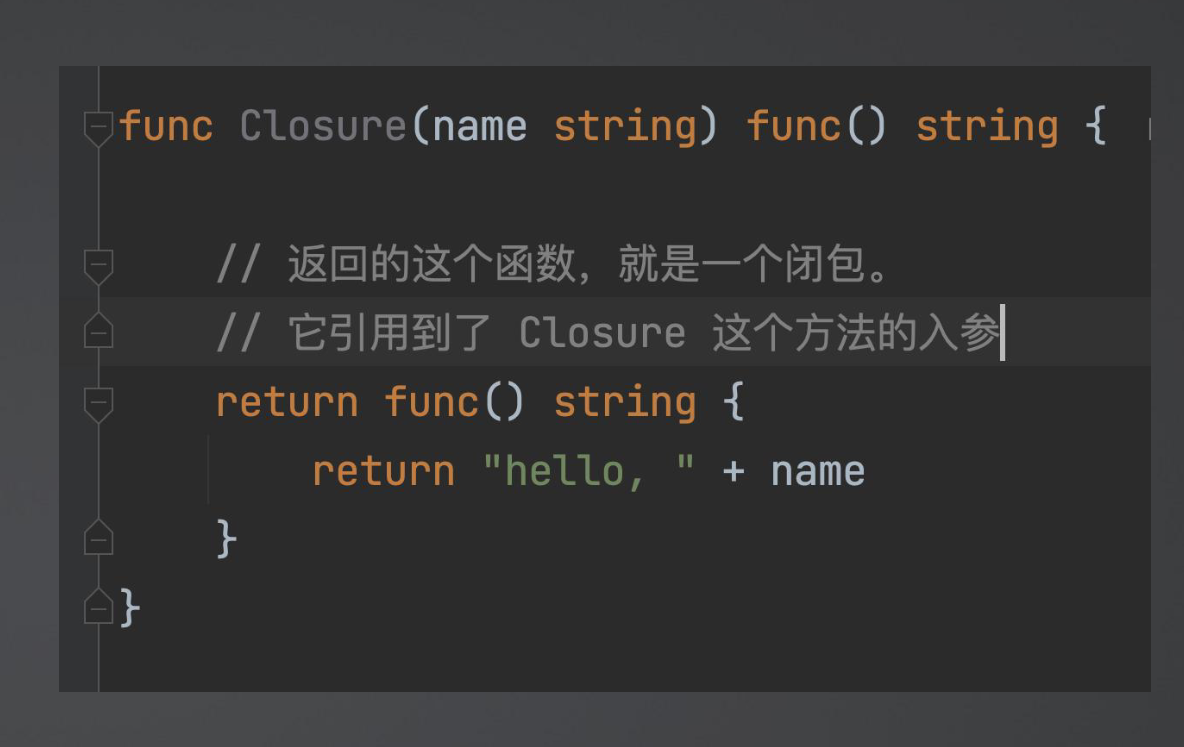 func Closure(name string) func() string {
// 返回的这个函数，就是一个闭包。
// 它引用到了 Closure 这个方法的入参
return func() string {
return "hello, " + name
}
}